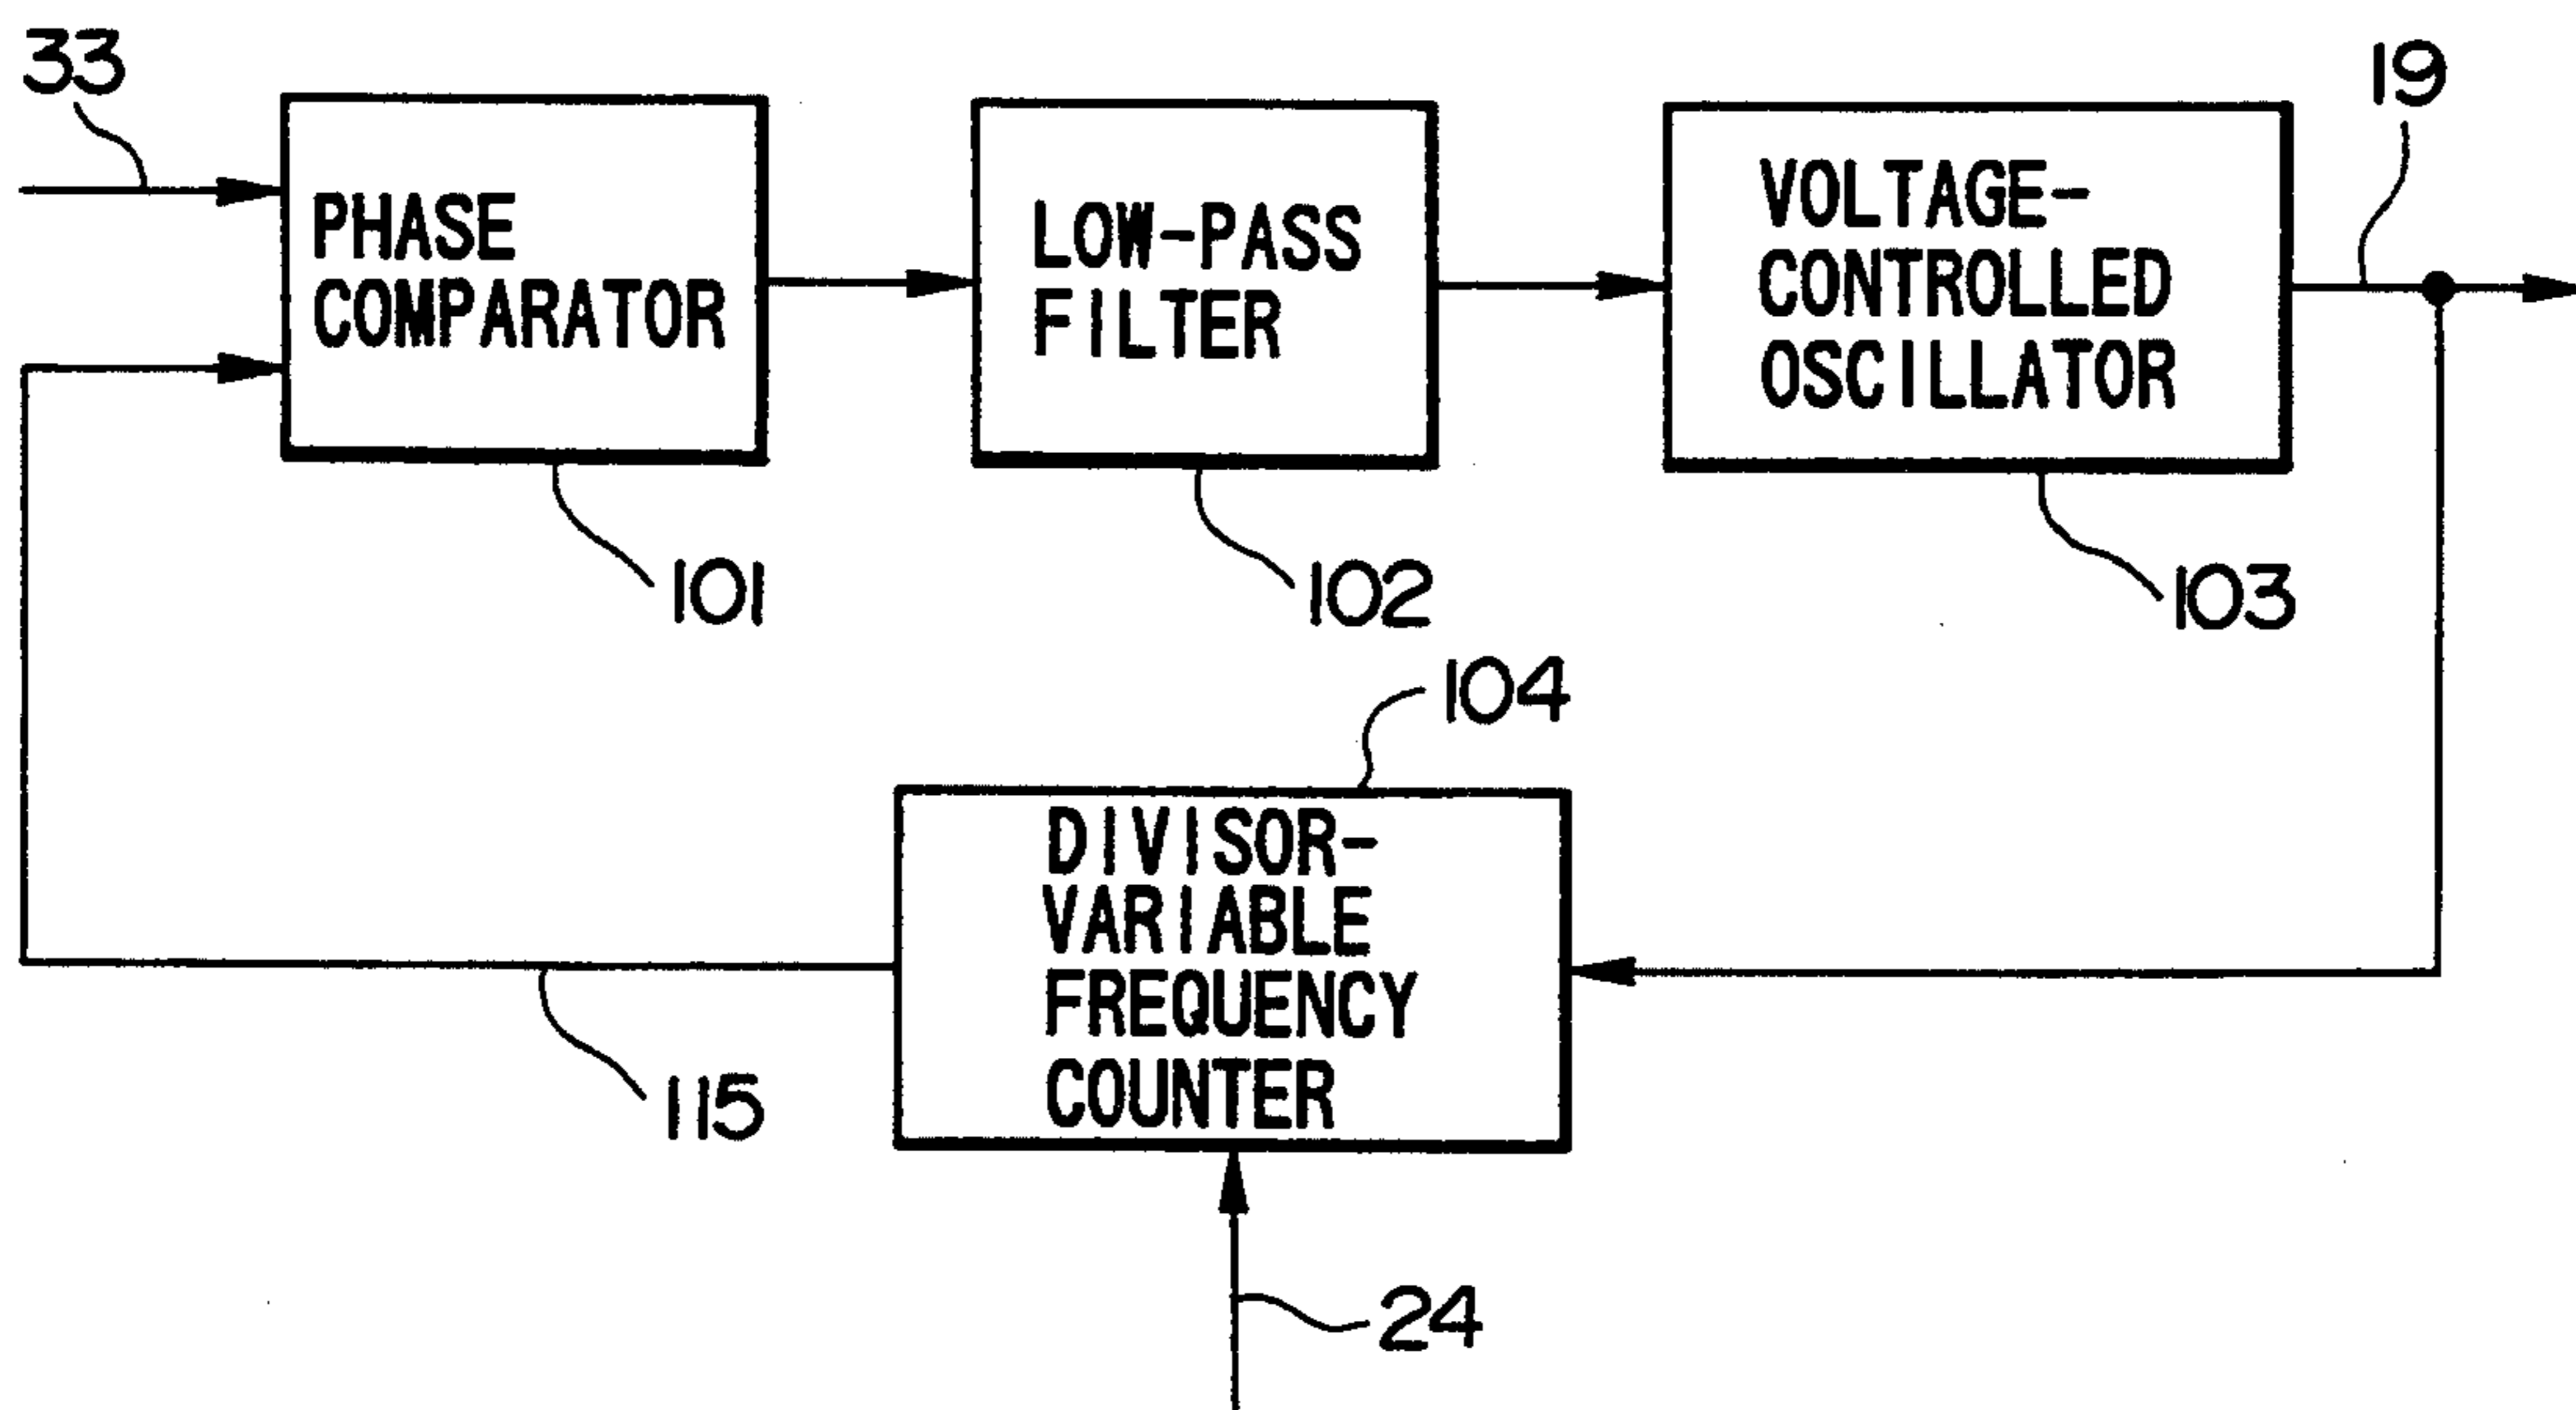 33
19
PHASE
COMPARATOR
LOW-PASS
FILTER
VOLTAGE-
CONTROLLED
OSCILLATOR
101
102
103
104
DIVISOR-
VARIABLE
FREQUENCY
COUNTER
115
24